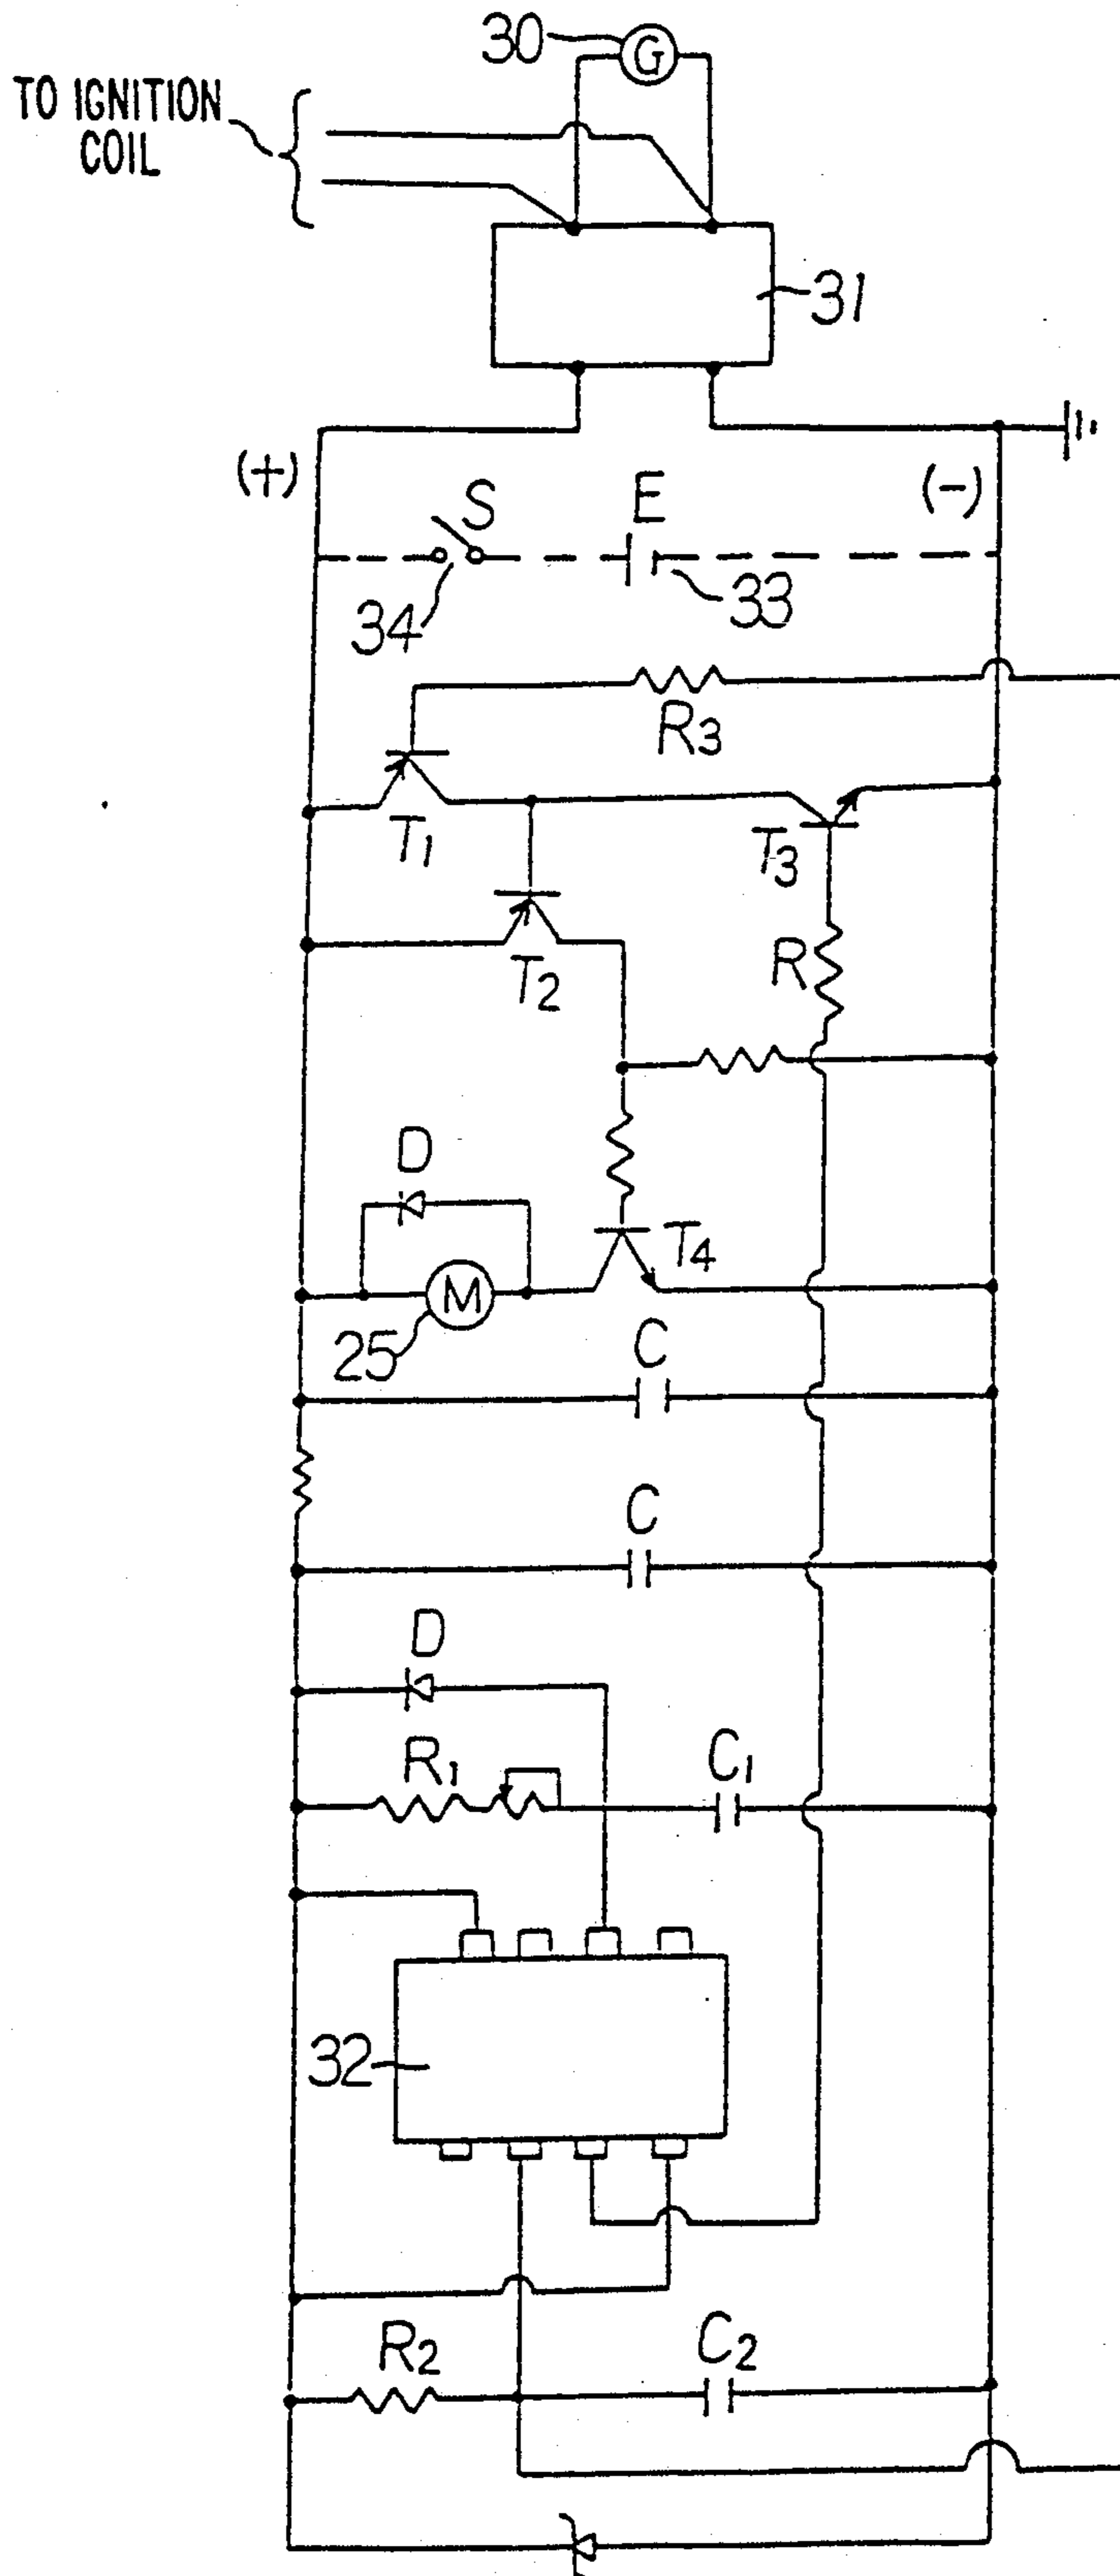 30
G
TO IGNITION
COIL
31
(+)
(-)
S
E
34
33
R3
T1
T3
T2
R
D
T4
M
25
C
C
D
R1
C1
32
R2
C2